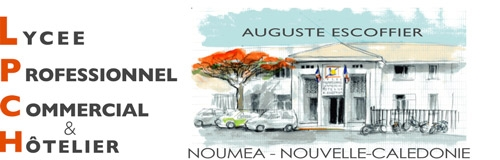 LYCEE
PROFESSIONNEL
COMMERCIAL
&
HÔTELIER
AUGUSTE ESCOFFIER
NOUMEA - NOUVELLE-CALEDONIE